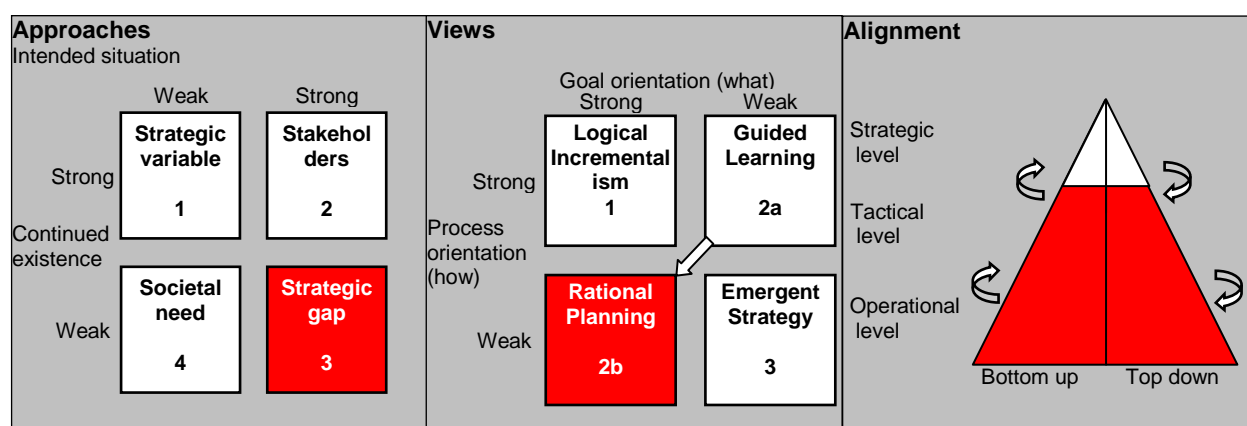 Approaches
Intended situation
Weak
Strong
Strategic
variable
1
Stakehol
ders
2
Strong
Continued
existence
Societal
need
4
Strategic
gap
3
Weak
Views
Goal orientation (what)
Strong
Weak
Logical
Incremental
ism
1
Guided
Learning
2a
Strong
Process
orientation
(how)
Rational
Planning
2b
Emergent
Strategy
3
Weak
Alignment
Strategic
level
Tactical
level
Operational
level
Bottom up
Top down